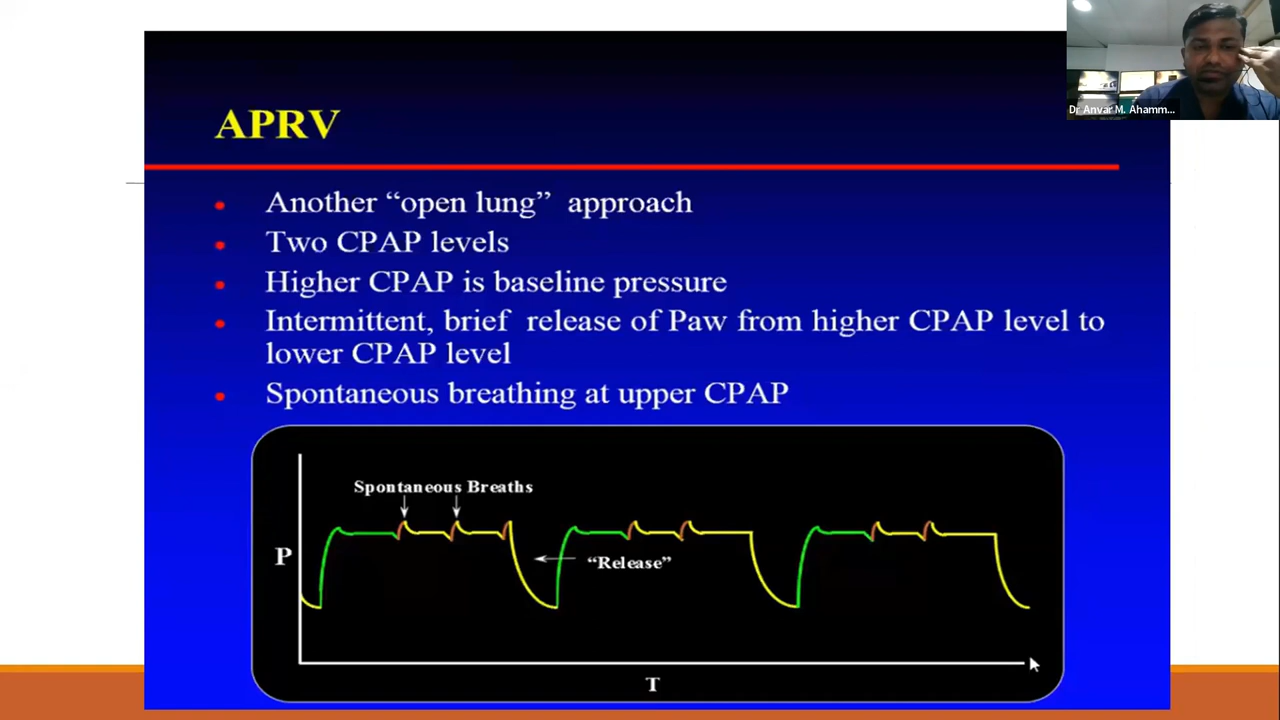 Dr Anvar M. Ahamm...
APRV
Another “open lung” approach
Two CPAP levels
Higher CPAP is baseline pressure
Intermittent, brief release of Paw from higher CPAP level to
lower CPAP level
Spontaneous breathing at upper CPAP
Spontaneous Breaths
P
“Release”
T